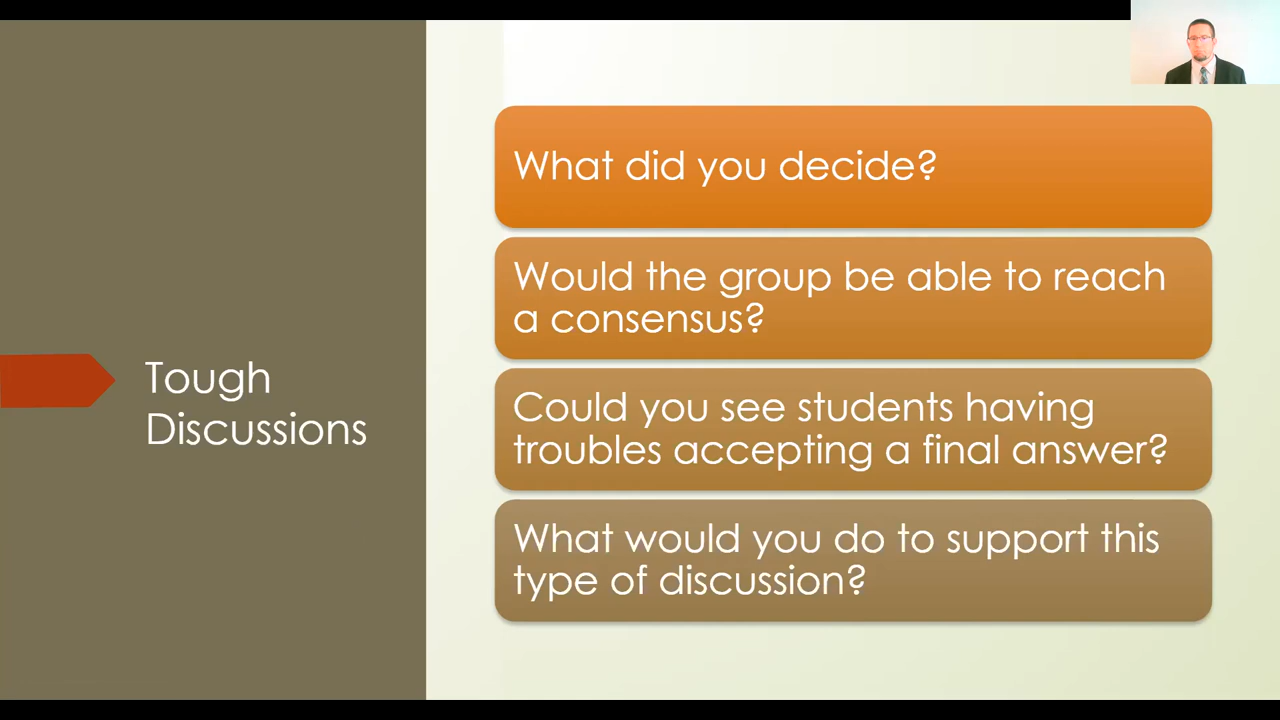 Tough
Discussions
What did you decide?
Would the group be able to reach
a consensus?
Could you see students having
troubles accepting a final answer?
What would you do to support this
type of discussion?